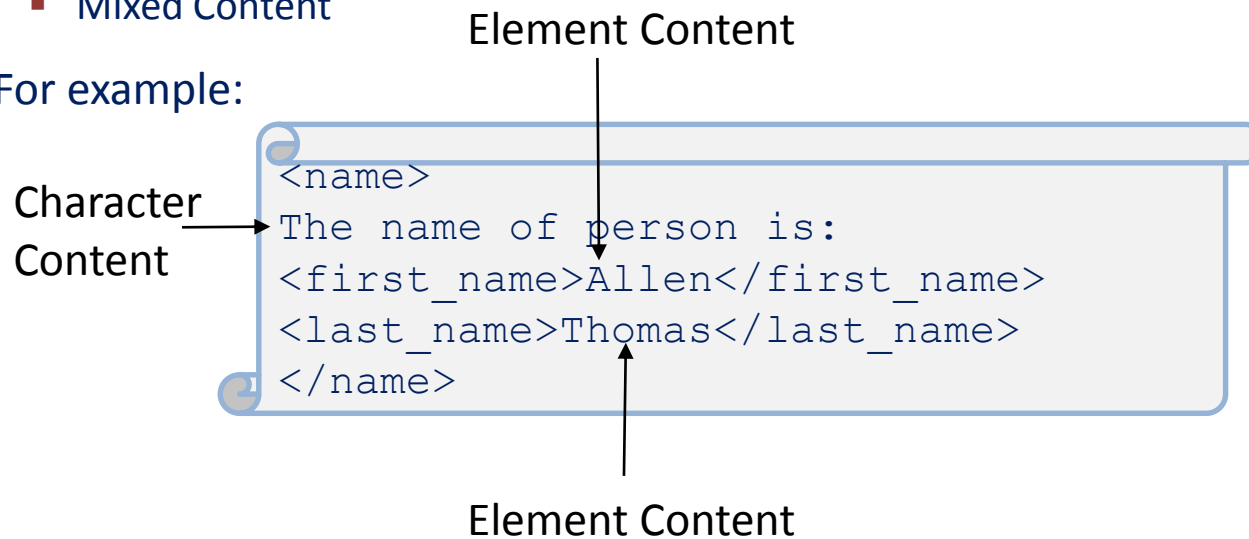 ▪ Mixed Content
Element Content
For example:
<name>
Character
Content
The name of person is:
<first_name>Allen</first_name>
<last_name>Thomas</last_name>
</name>
Element Content